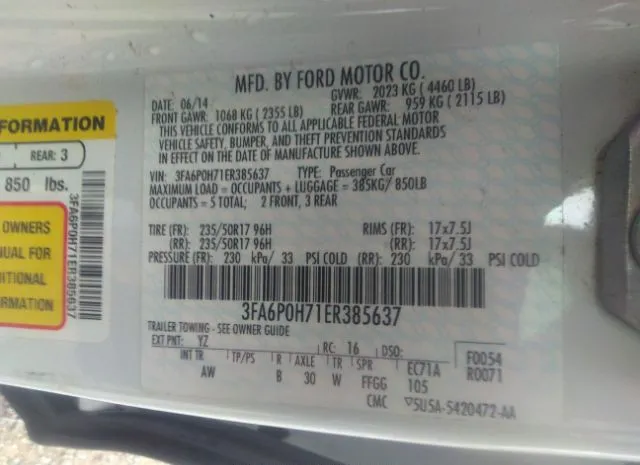 FORMATION
REAR: 3
850 lbs.
OWNERS
NUAL FOR
DITIONAL
ORMATION
3FA6P0H71ER385637
MFD. BY FORD MOTOR CO.
DATE: 06/14 GVWR: 2023 KG ( 4460 LB)
FRONT GAWR: 1068 KG ( 2355 LB) REAR GAWR: 959 KG ( 2115 LB)
THIS VEHICLE CONFORMS TO ALL APPLICABLE FEDERAL MOTOR
VEHICLE SAFETY, BUMPER, AND THEFT PREVENTION STANDARDS
IN EFFECT ON THE DATE OF MANUFACTURE SHOWN ABOVE.
VIN: 3FA6P0H71ER385637 TYPE: Passenger Car
MAXIMUM LOAD = OCCUPANTS + LUGGAGE = 385KG/ 850LB
OCCUPANTS = 5 TOTAL; 2 FRONT, 3 REAR
TIRE (FR): 235/50R17 96H RIMS (FR): 17x7.5J
(RR): 235/50R17 96H (RR): 17x7.5J
PRESSURE (FR): 230 kPa/ 33 PSI COLD (RR): 230 kPa/ 33 PSI COLD
3FA6P0H71ER385637
TRAILER TOWING - SEE OWNER GUIDE
EXT PNT: YZ RC: 16 DSO: F0054
INT TR TP/PS R AXLE TR SPR EC71A R0071
AW B 30 W FFGG 105
CMC ▽5U5A-5420472-AA